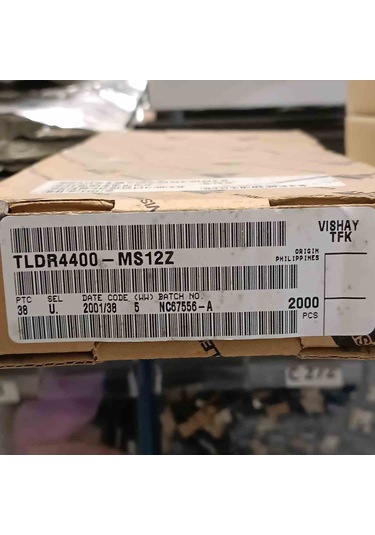 VISHAY
TFK
TLDR4400-MS12Z
ORIGIN
PHILIPPINES
PTC SEL DATE CODE (WW) BATCH NO.
38 U. 2001/38 5 NC67556-A
2000
PCS